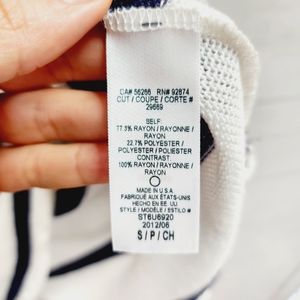 CA# 56266 RN# 92874
CUT / COUPE / CORTE #
29669
SELF
77.3% RAYON / RAYONNE /
RAYON
22.7% POLYESTER /
POLYESTER / POLIESTER
CONTRAST:
100% RAYON / RAYONNE /
RAYON
MADE IN U.S.A
FABRIQUÉ AUX ÉTATS-UNIS
HECHO EN EE. UU.
STYLE / MODÈLE / ESTILO #
ST6U6920
2012/06
S / P / CH